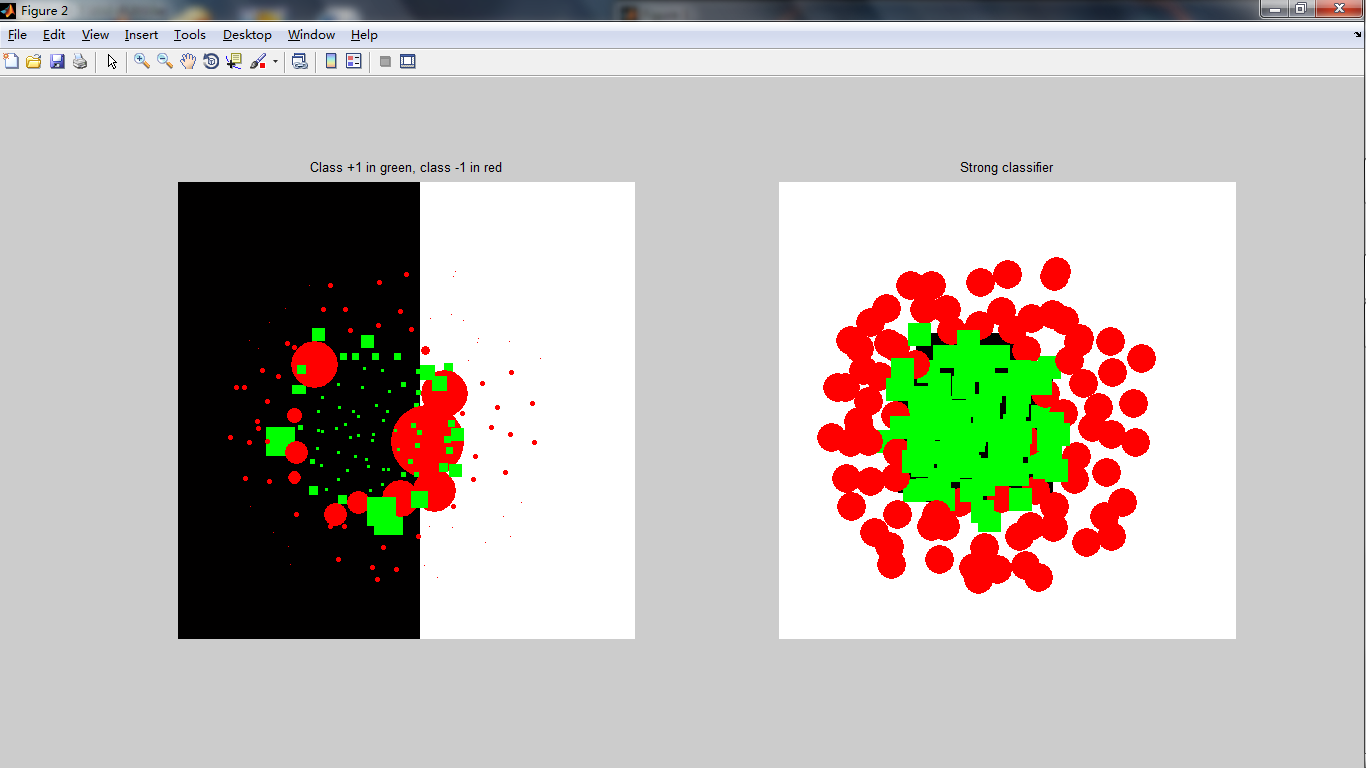 Figure 2
File Edit View Insert Tools Desktop Window Help
Class +1 in green, class -1 in red
Strong classifier